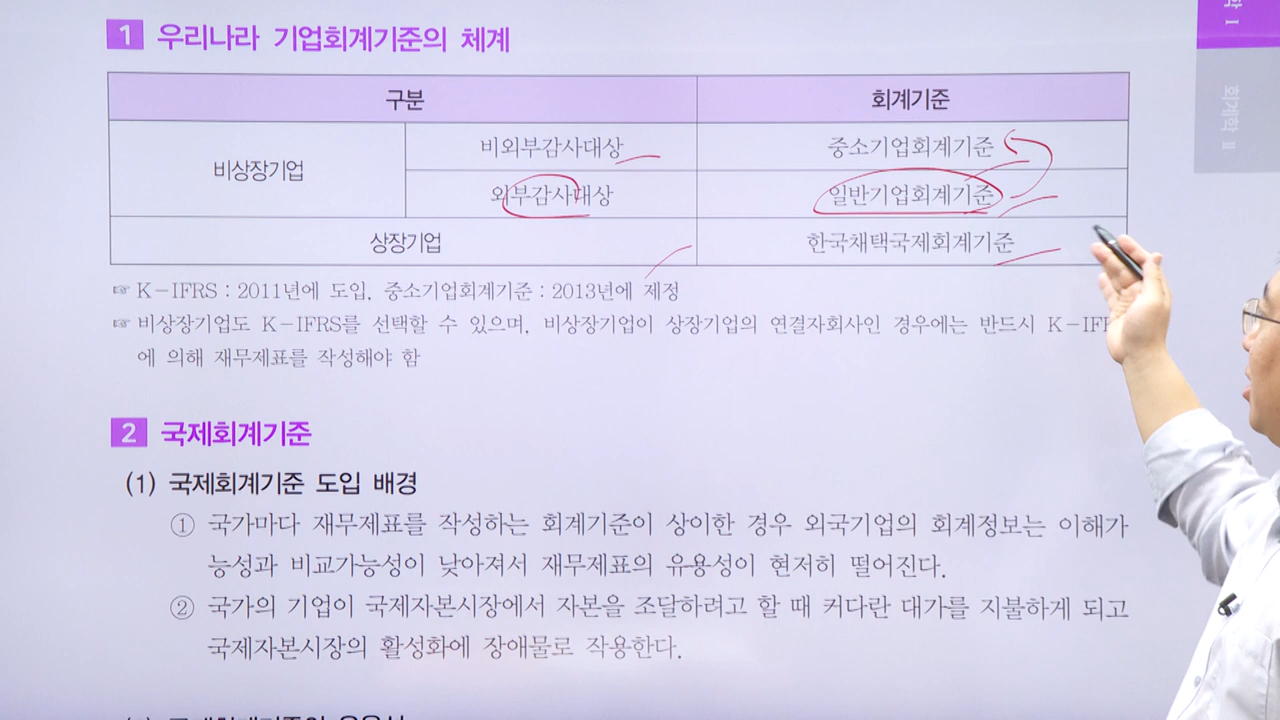 학 I
회계학 II
1 우리나라 기업회계기준의 체계
구분 회계기준
비상장기업 비외부감사대상 중소기업회계기준
외부감사대상 일반기업회계기준
상장기업 한국채택국제회계기준
☞ K-IFRS : 2011년에 도입, 중소기업회계기준 : 2013년에 제정
☞ 비상장기업도 K-IFRS를 선택할 수 있으며, 비상장기업이 상장기업의 연결자회사인 경우에는 반드시 K-IF
에 의해 재무제표를 작성해야 함
2 국제회계기준
(1) 국제회계기준 도입 배경
① 국가마다 재무제표를 작성하는 회계기준이 상이한 경우 외국기업의 회계정보는 이해가
능성과 비교가능성이 낮아져서 재무제표의 유용성이 현저히 떨어진다.
② 국가의 기업이 국제자본시장에서 자본을 조달하려고 할 때 커다란 대가를 지불하게 되고
국제자본시장의 활성화에 장애물로 작용한다.